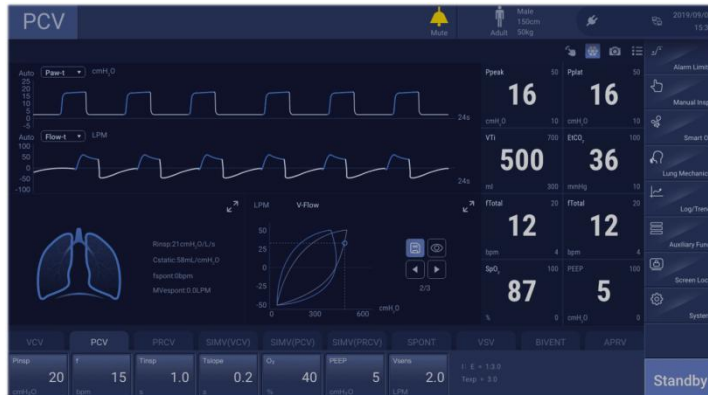 PCV
Mute
Adult
Male
150cm
50kg
2019/09/0
15:3
Auto
Paw-t
cmH₂O
25
20
15
10
5
0
-5
24s
Auto
Flow-t
LPM
100
50
0
-50
-100
24s
Rinsp:21cmH₂O/L/s
Cstatic:58mL/cmH₂O
fspont:0bpm
MVespont:0.0LPM
LPM
V-Flow
50
25
0
-25
-50
0
300
600
cmH₂O
2/3
Ppeak
50
16
cmH₂O
10
Pplat
50
16
cmH₂O
10
VTi
700
500
ml
300
EtCO₂
100
36
mmHg
10
fTotal
20
12
bpm
4
fTotal
20
12
bpm
4
SpO₂
100
87
%
0
PEEP
100
5
cmH₂O
0
Alarm Limit
Manual Insp
Smart O
Lung Mechanic
Log/Tren
Auxiliary Fun
Screen Loc
System
VCV
PCV
PRCV
SIMV(VCV)
SIMV(PCV)
SIMV(PRCV)
SPONT
VSV
BIVENT
APRV
Pinsp
20
cmH₂O
f
15
bpm
Tinsp
1.0
s
Tslope
0.2
s
O₂
40
%
PEEP
5
cmH₂O
Vsens
2.0
LPM
I : E = 1:3.0
Texp = 3.0
Standby